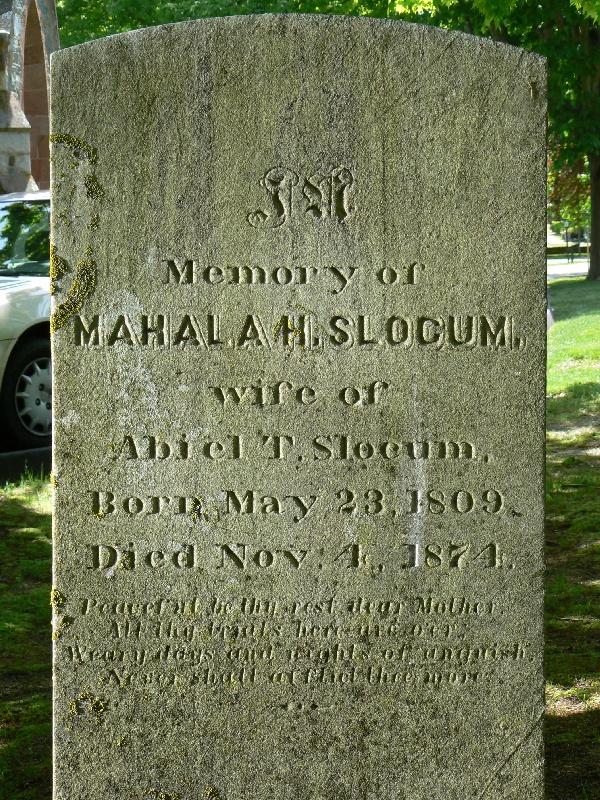 IN
Memory of
MAHALA H. SLOCUM,
wife of
Abiel T. Slocum.
Born May 23, 1809.
Died Nov. 4, 1874.
Peaceful be thy rest dear Mother
All thy trials here are o'er,
Weary days and nights of anguish,
Never shall afflict thee more.